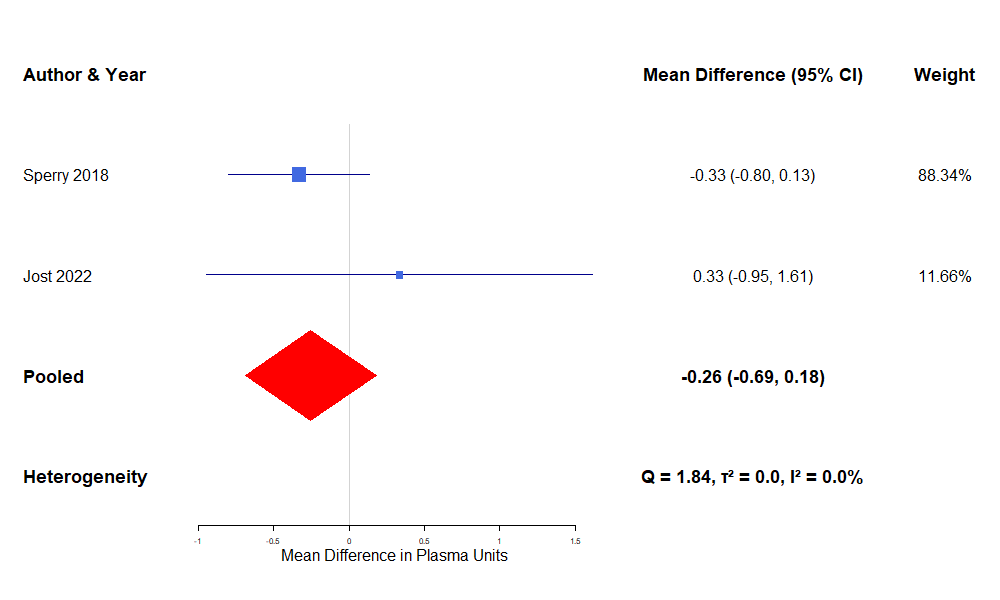 Author & Year Mean Difference (95% CI) Weight
Sperry 2018 -0.33 (-0.80, 0.13) 88.34%
Jost 2022 0.33 (-0.95, 1.61) 11.66%
Pooled -0.26 (-0.69, 0.18)
Heterogeneity Q = 1.84, τ² = 0.0, I² = 0.0%
-1 -0.5 0 0.5 1 1.5
Mean Difference in Plasma Units